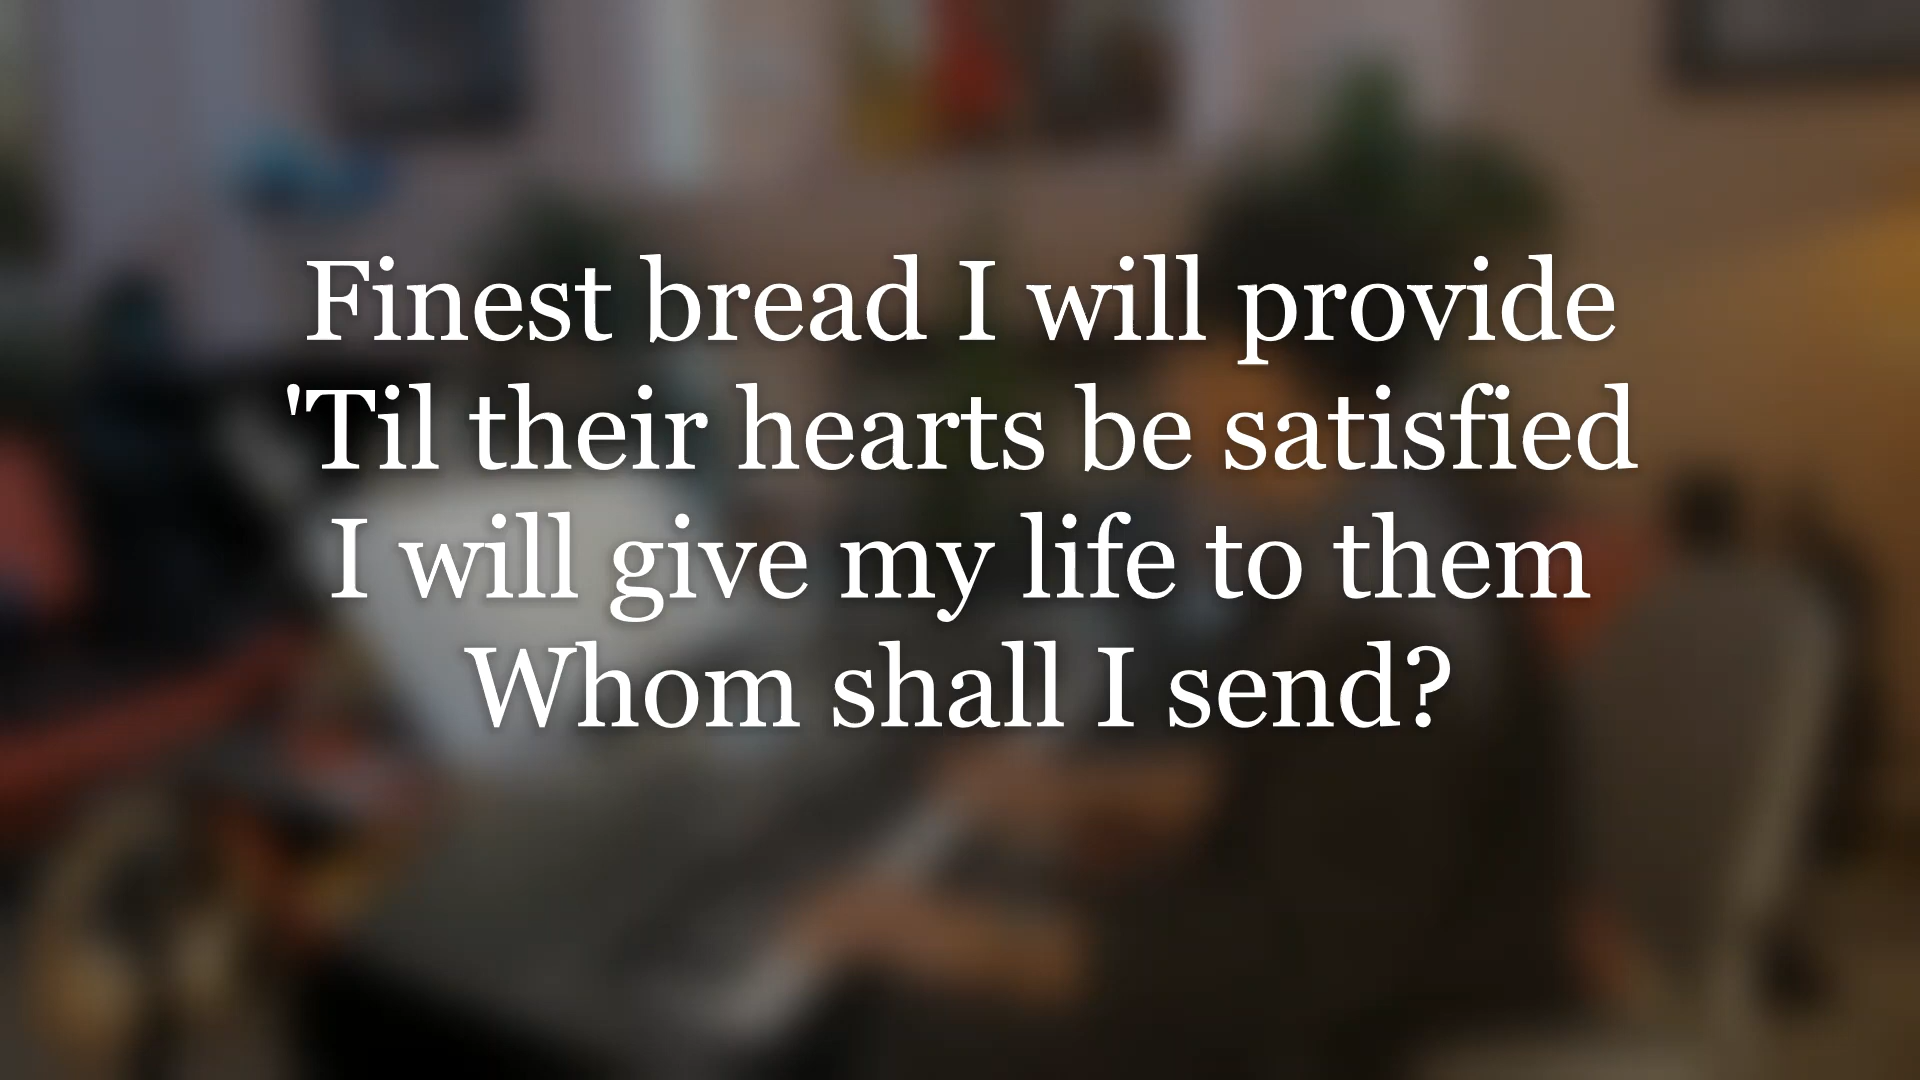 Finest bread I will provide
'Til their hearts be satisfied
I will give my life to them
Whom shall I send?